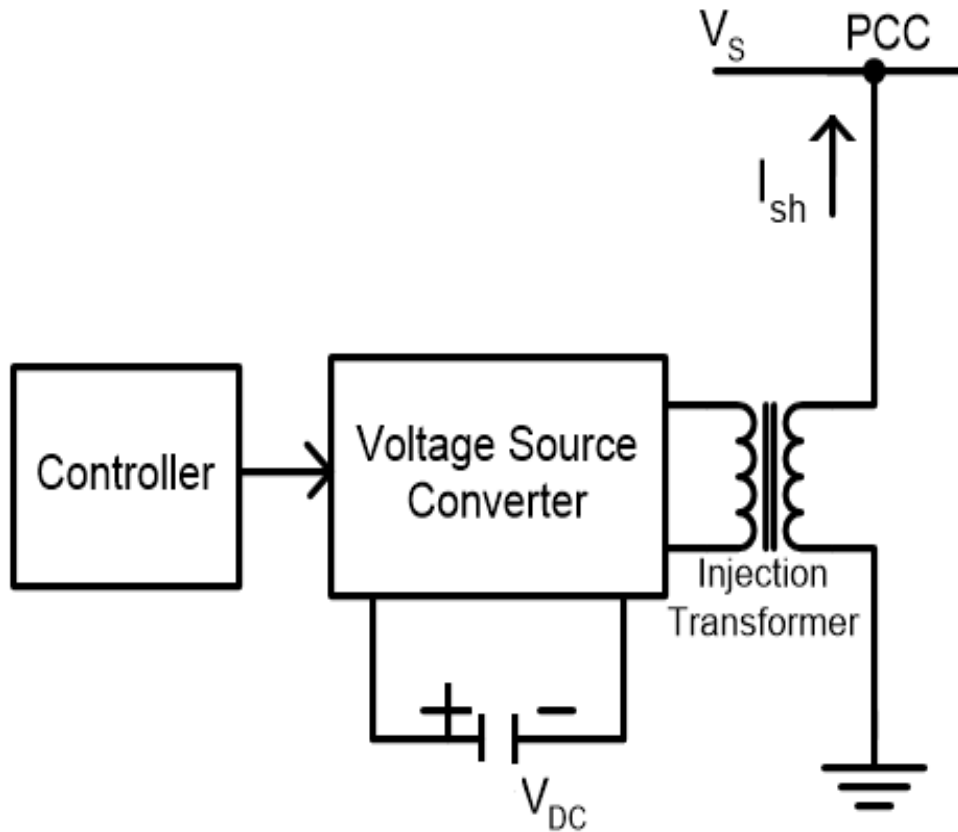 V_S PCC
I_sh
Controller
Voltage Source
Converter
Injection
Transformer
+ −
V_DC